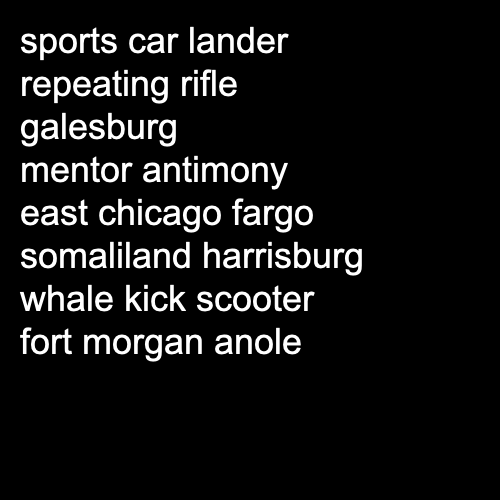 sports car lander
repeating rifle
galesburg
mentor antimony
east chicago fargo
somaliland harrisburg
whale kick scooter
fort morgan anole